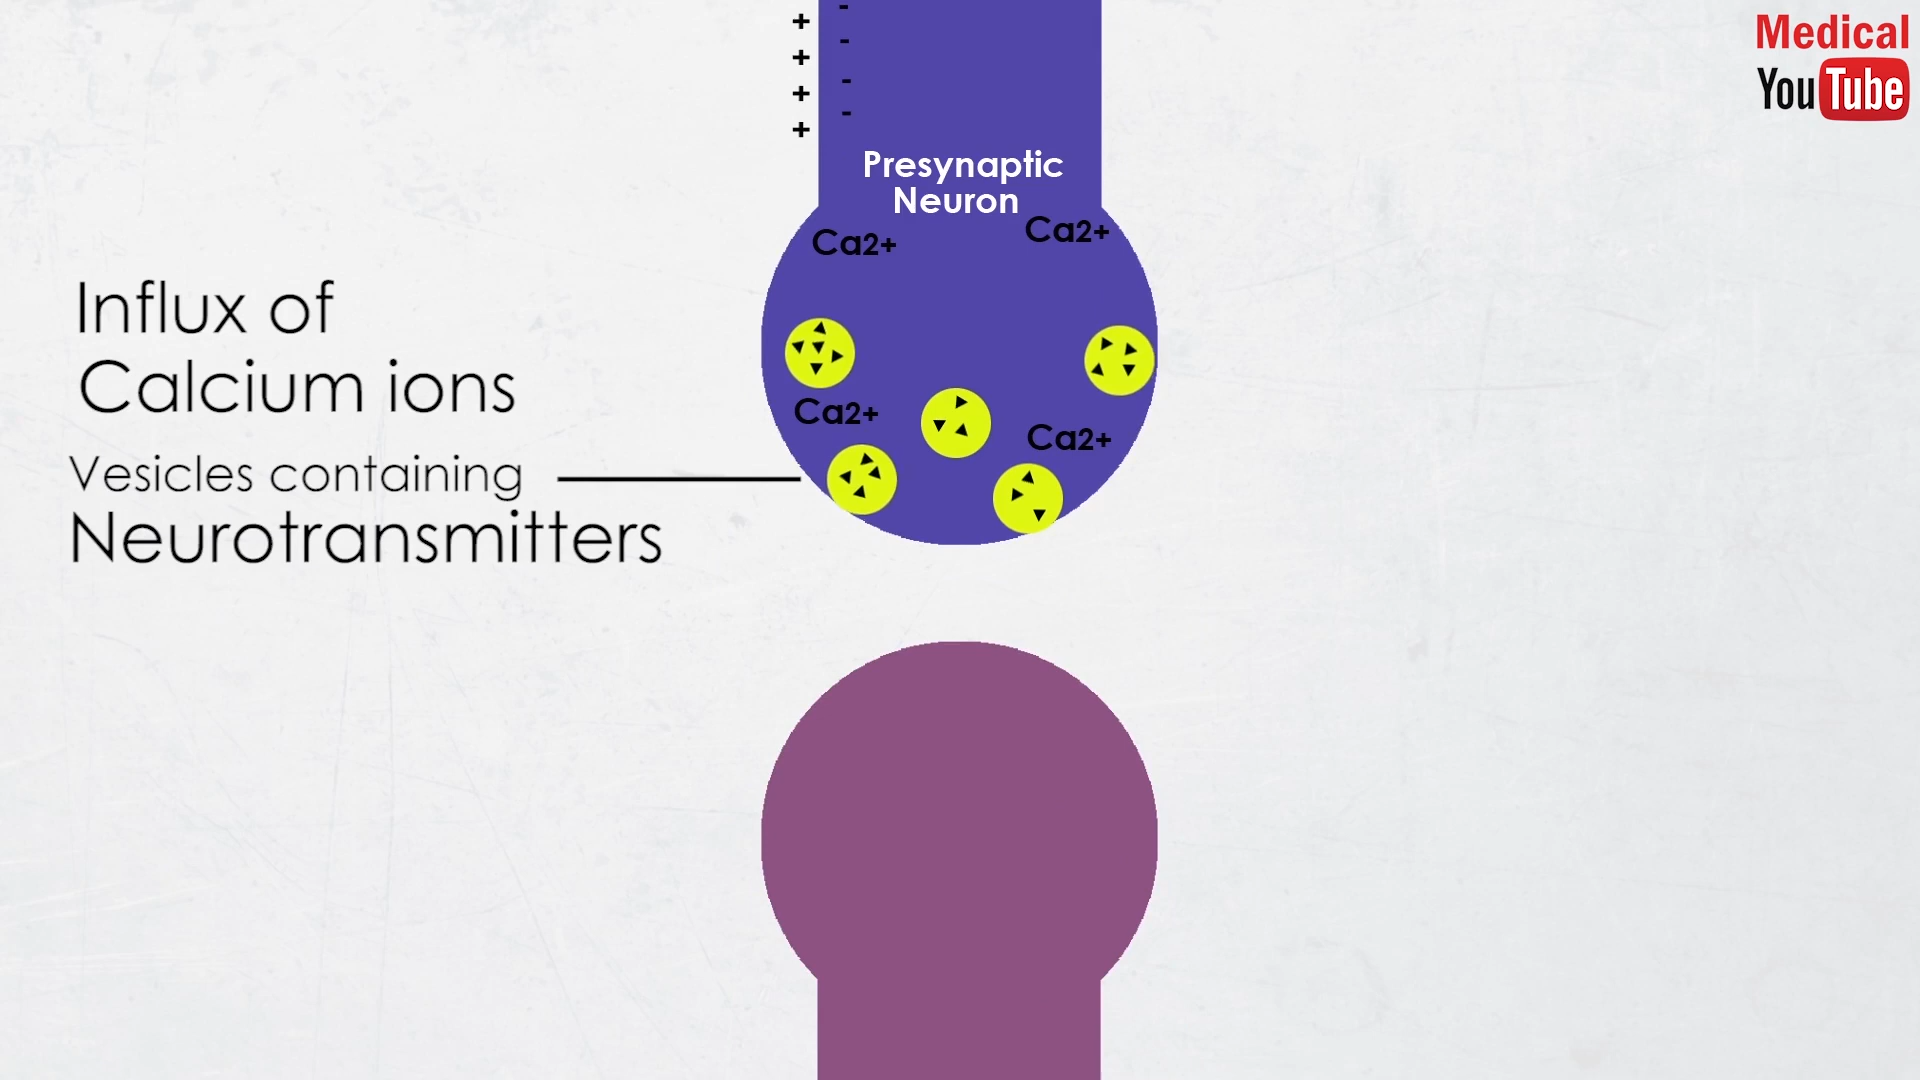 + -
+ -
+ -
+ -
Medical
YouTube
Presynaptic
Neuron
Ca2+ Ca2+
Influx of
Calcium ions
Ca2+ Ca2+
Vesicles containing
Neurotransmitters